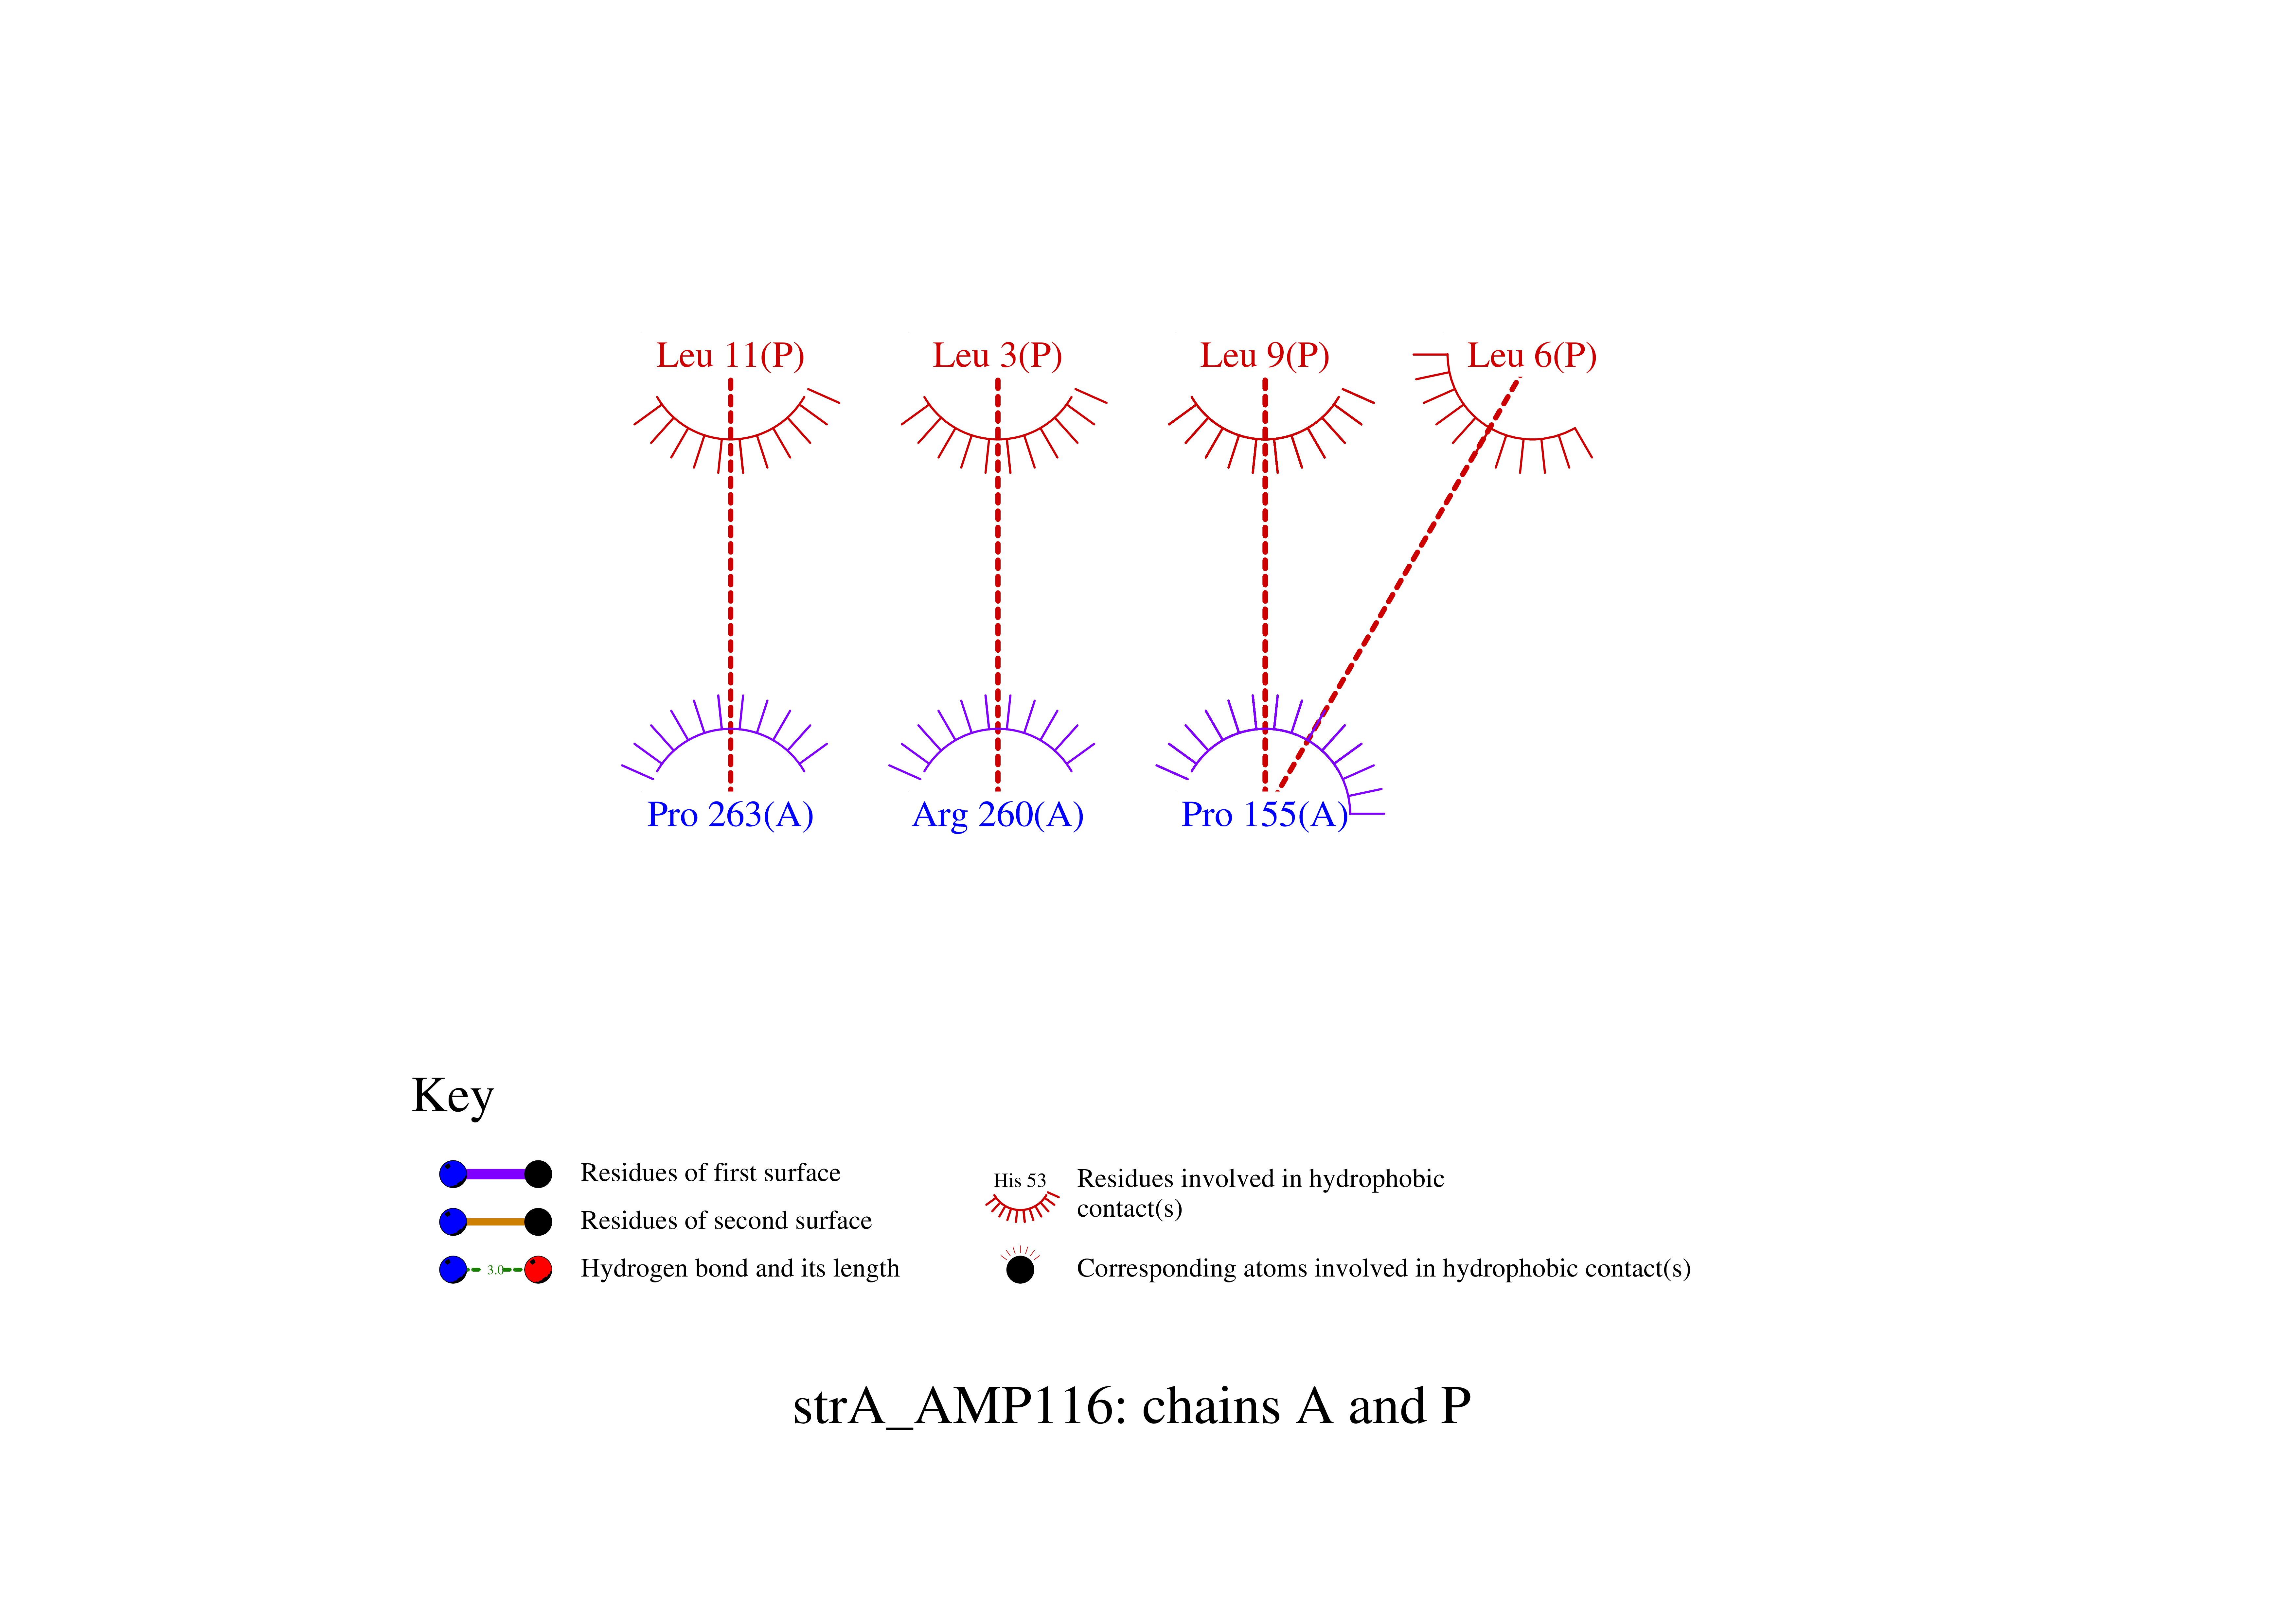 Leu 11(P) Leu 3(P) Leu 9(P) Leu 6(P)
Pro 263(A) Arg 260(A) Pro 155(A)
Key
Residues of first surface
Residues of second surface
3.0 Hydrogen bond and its length
His 53 Residues involved in hydrophobic
contact(s)
Corresponding atoms involved in hydrophobic contact(s)
strA_AMP116: chains A and P